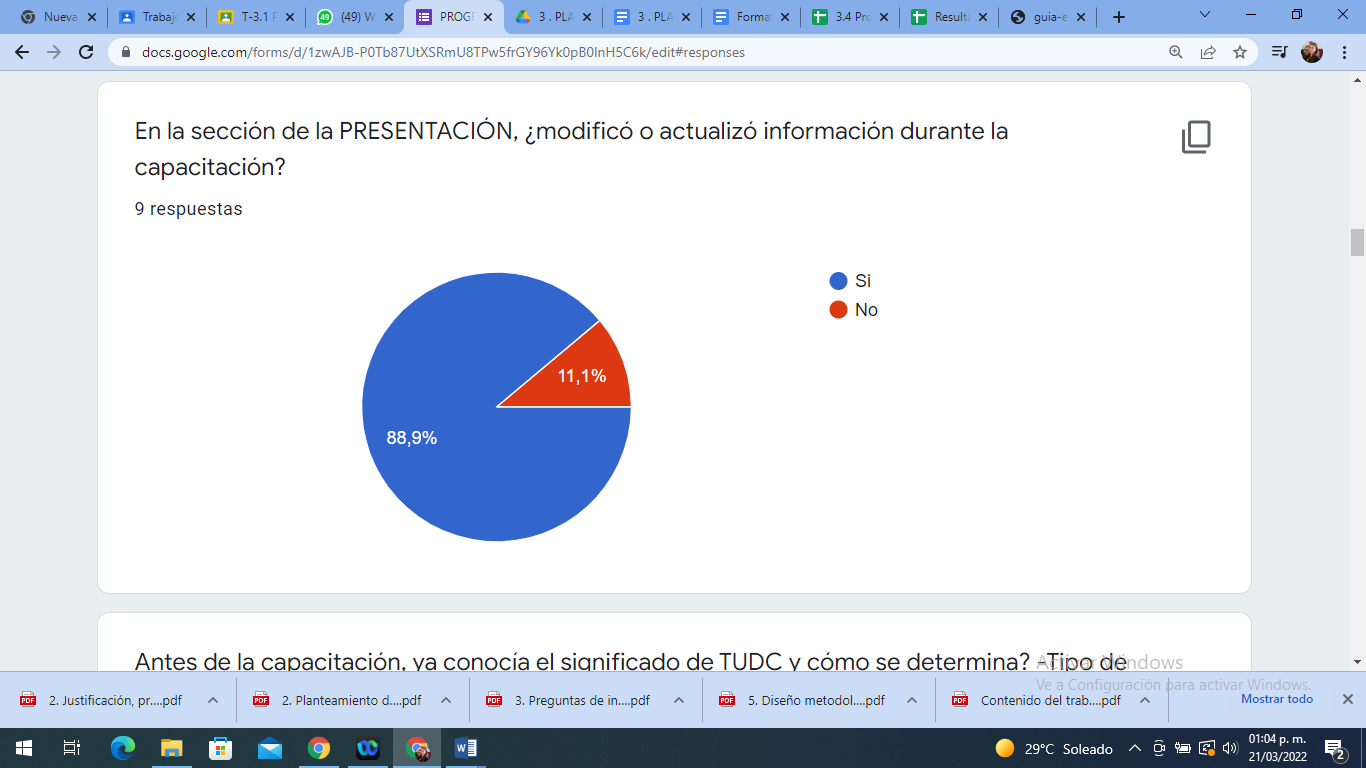 Nueva
Trabajo
T-3.1 P
(49) W
PROGR
3 . PLA
3 . PLA
Format
3.4 Pro
Result
guia-e
docs.google.com/forms/d/1zwAJB-P0Tb87UtXSRmU8TPw5frGY96Yk0pB0lnH5C6k/edit#responses
En la sección de la PRESENTACIÓN, ¿modificó o actualizó información durante la
capacitación?
9 respuestas
Si
No
11,1%
88,9%
Antes de la capacitación, ya conocía el significado de TUDC y cómo se determina? -Tipo de
Activar Windows
Ve a Configuración para activar Windows.
2. Justificación, pr....pdf
2. Planteamiento d....pdf
3. Preguntas de in....pdf
5. Diseño metodol....pdf
Contenido del trab....pdf
Mostrar todo
29°C Soleado
01:04 p. m.
21/03/2022
2